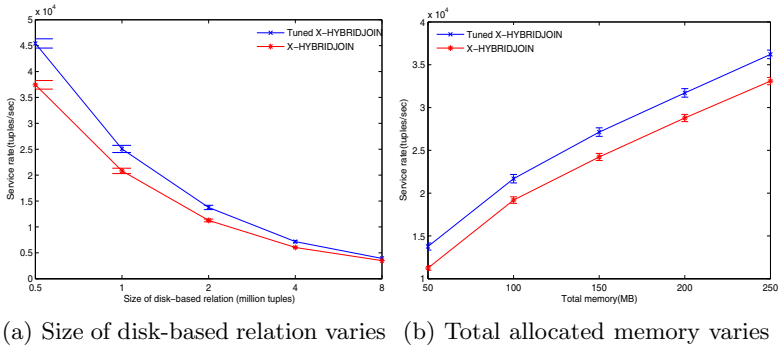 x 10⁴
5
4.5
4
3.5
3
2.5
2
1.5
1
0.5
0
Service rate(tuples/sec)
Tuned X-HYBRIDJOIN
X-HYBRIDJOIN
0.5 1 2 4 8
Size of disk-based relation (million tuples)
(a) Size of disk-based relation varies
x 10⁴
4
3.5
3
2.5
2
1.5
1
Service rate(tuples/sec)
Tuned X-HYBRIDJOIN
X-HYBRIDJOIN
50 100 150 200 250
Total memory(MB)
(b) Total allocated memory varies